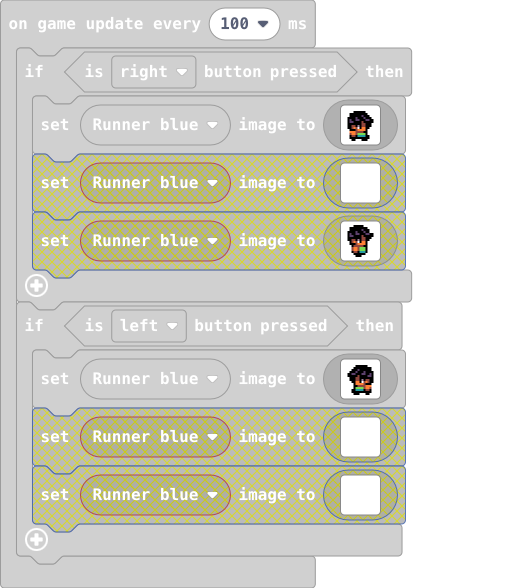 on game update every 100 ms
if is right button pressed then
set Runner blue image to
set Runner blue image to
set Runner blue image to
if is left button pressed then
set Runner blue image to
set Runner blue image to
set Runner blue image to